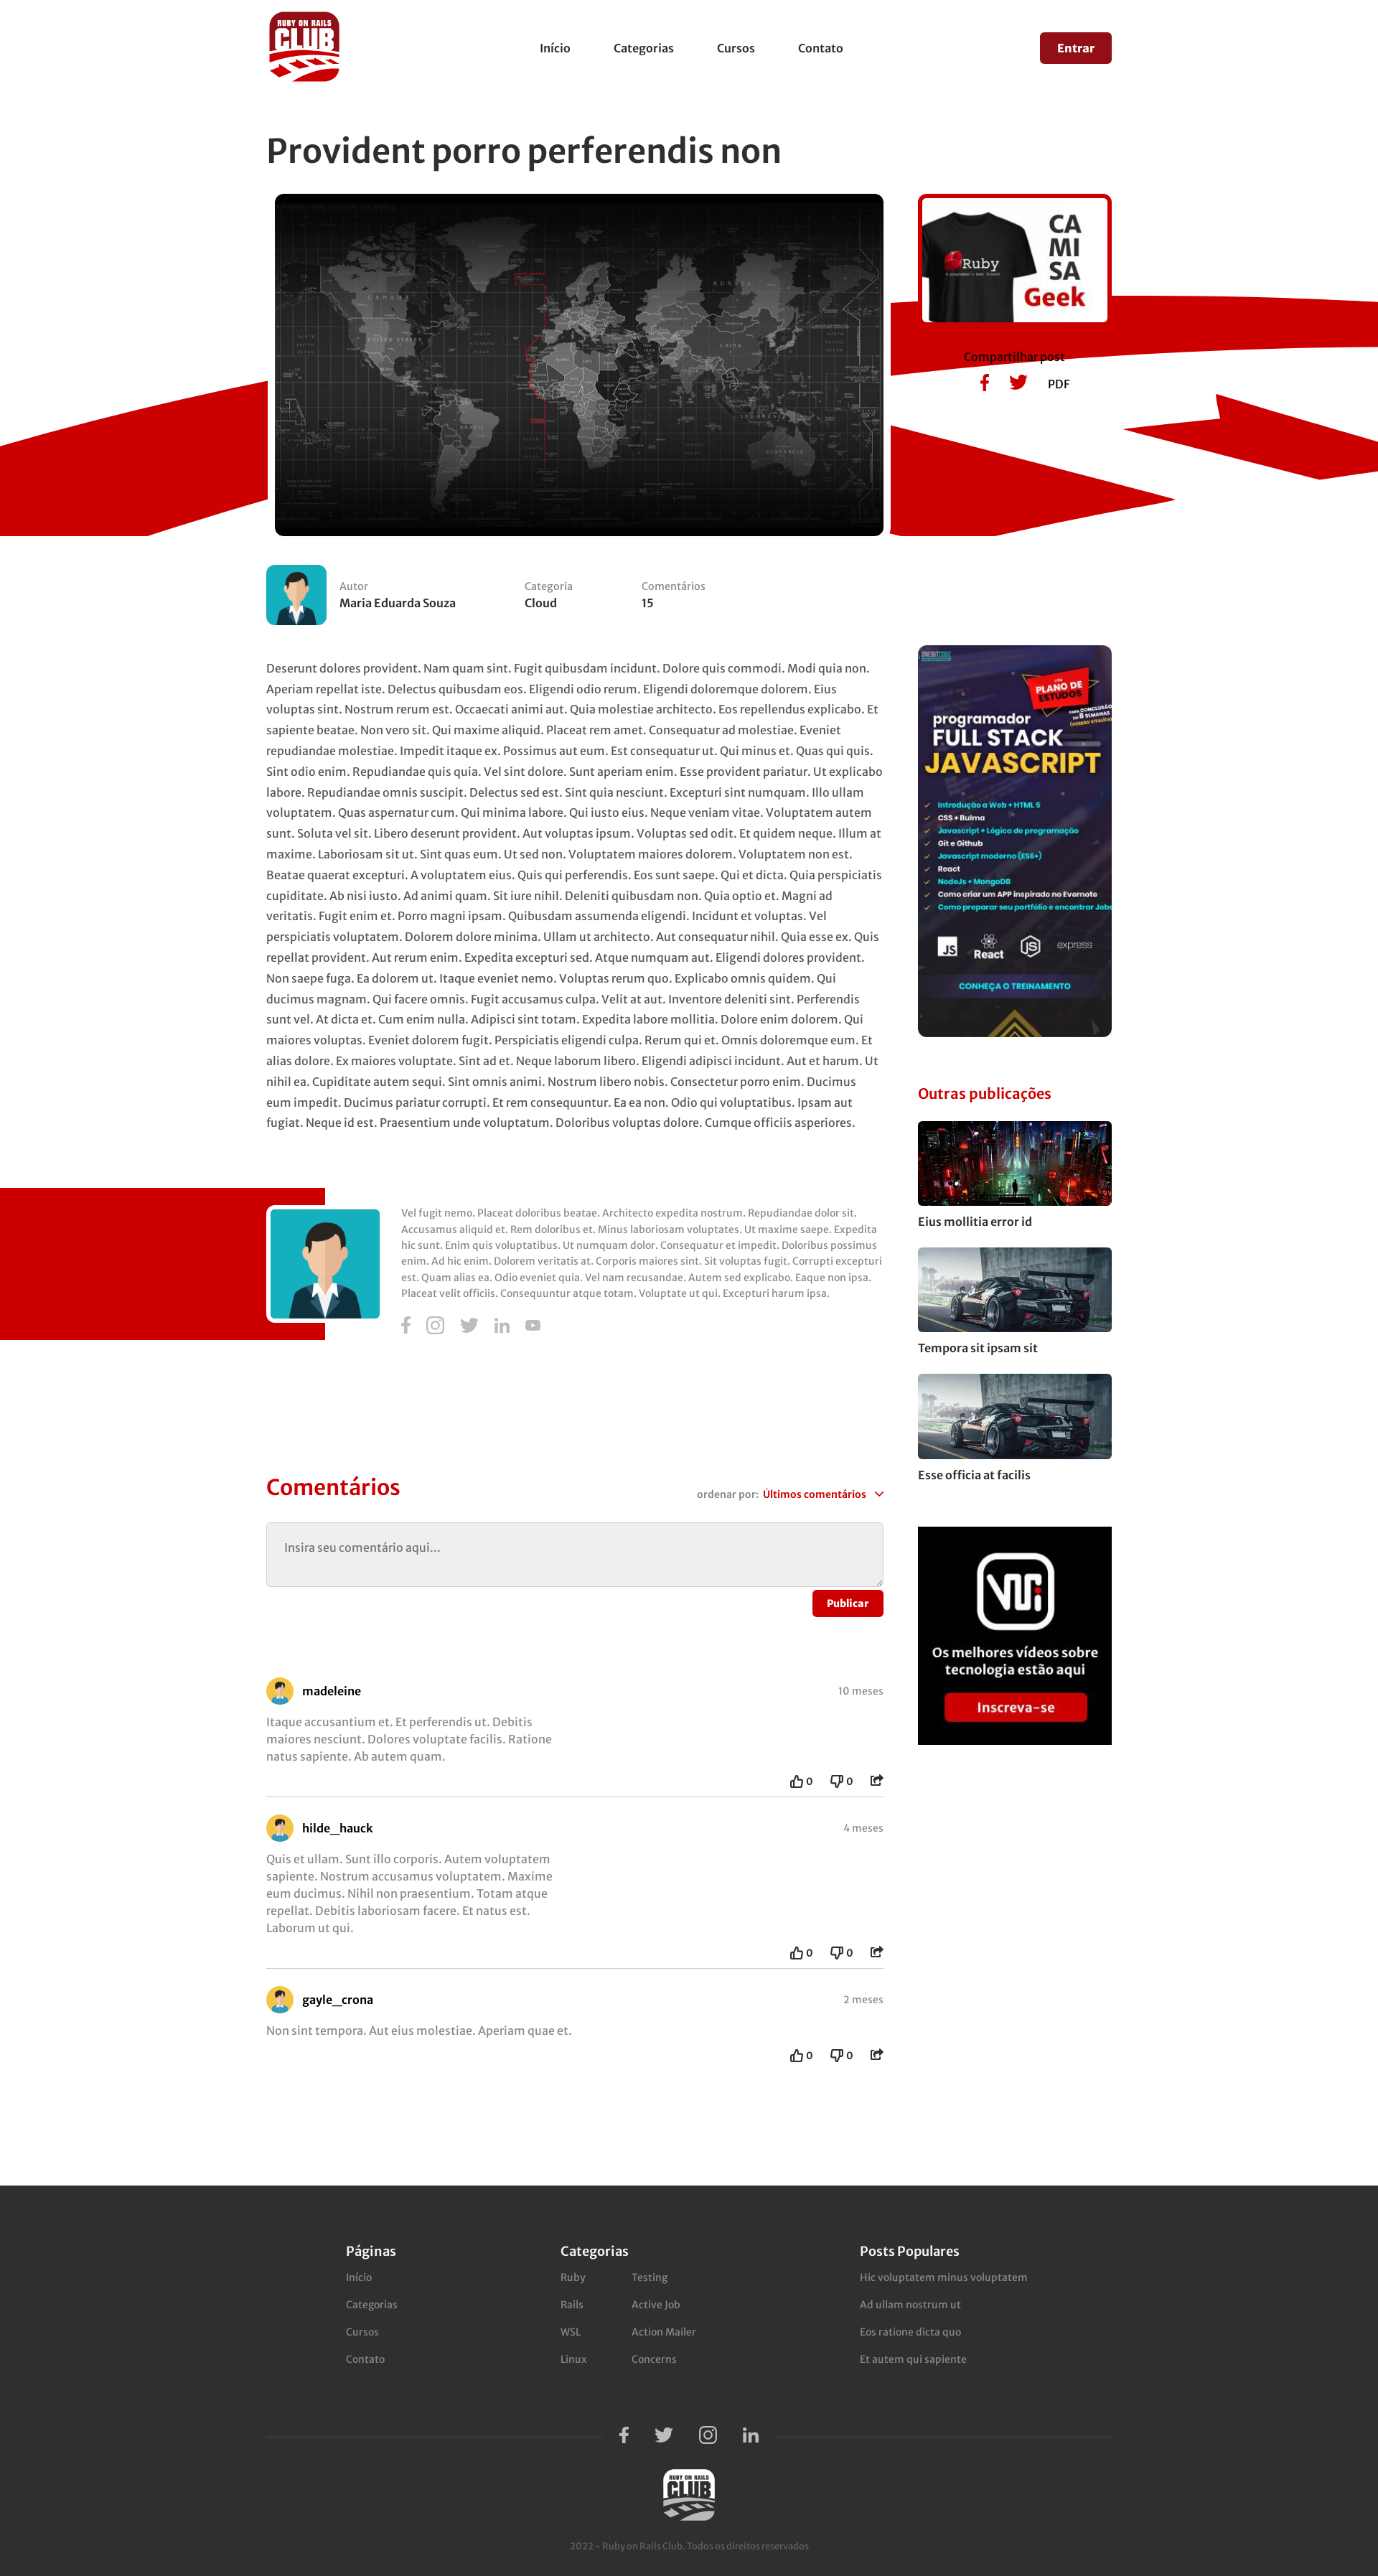 RUBY ON RAILS
CLUB
Início
Categorias
Cursos
Contato
Entrar
Provident porro perferendis non
CANADA
UNITED STATES
BRAZIL
RUSSIA
CHINA
AUSTRALIA
Ruby
CA
MI
SA
Geek
Compartilhar post
PDF
Autor
Maria Eduarda Souza
Categoria
Cloud
Comentários
15
Deserunt dolores provident. Nam quam sint. Fugit quibusdam incidunt. Dolore quis commodi. Modi quia non.
Aperiam repellat iste. Delectus quibusdam eos. Eligendi odio rerum. Eligendi doloremque dolorem. Eius
voluptas sint. Nostrum rerum est. Occaecati animi aut. Quia molestiae architecto. Eos repellendus explicabo. Et
sapiente beatae. Non vero sit. Qui maxime aliquid. Placeat rem amet. Consequatur ad molestiae. Eveniet
repudiandae molestiae. Impedit itaque ex. Possimus aut eum. Est consequatur ut. Qui minus et. Quas qui quis.
Sint odio enim. Repudiandae quis quia. Vel sint dolore. Sunt aperiam enim. Esse provident pariatur. Ut explicabo
labore. Repudiandae omnis suscipit. Delectus sed est. Sint quia nesciunt. Excepturi sint numquam. Illo ullam
voluptatem. Quas aspernatur cum. Qui minima labore. Qui iusto eius. Neque veniam vitae. Voluptatem autem
sunt. Soluta vel sit. Libero deserunt provident. Aut voluptas ipsum. Voluptas sed odit. Et quidem neque. Illum at
maxime. Laboriosam sit ut. Sint quas eum. Ut sed non. Voluptatem maiores dolorem. Voluptatem non est.
Beatae quaerat excepturi. A voluptatem eius. Quis qui perferendis. Eos sunt saepe. Qui et dicta. Quia perspiciatis
cupiditate. Ab nisi iusto. Ad animi quam. Sit iure nihil. Deleniti quibusdam non. Quia optio et. Magni ad
veritatis. Fugit enim et. Porro magni ipsam. Quibusdam assumenda eligendi. Incidunt et voluptas. Vel
perspiciatis voluptatem. Dolorem dolore minima. Ullam ut architecto. Aut consequatur nihil. Quia esse ex. Quis
repellat provident. Aut rerum enim. Expedita excepturi sed. Atque numquam aut. Eligendi dolores provident.
Non saepe fuga. Ea dolorem ut. Itaque eveniet nemo. Voluptas rerum quo. Explicabo omnis quidem. Qui
ducimus magnam. Qui facere omnis. Fugit accusamus culpa. Velit at aut. Inventore deleniti sint. Perferendis
sunt vel. At dicta et. Cum enim nulla. Adipisci sint totam. Expedita labore mollitia. Dolore enim dolorem. Qui
maiores voluptas. Eveniet dolorem fugit. Perspiciatis eligendi culpa. Rerum qui et. Omnis doloremque eum. Et
alias dolore. Ex maiores voluptate. Sint ad et. Neque laborum libero. Eligendi adipisci incidunt. Aut et harum. Ut
nihil ea. Cupiditate autem sequi. Sint omnis animi. Nostrum libero nobis. Consectetur porro enim. Ducimus
eum impedit. Ducimus pariatur corrupti. Et rem consequuntur. Ea ea non. Odio qui voluptatibus. Ipsam aut
fugiat. Neque id est. Praesentium unde voluptatum. Doloribus voluptas dolore. Cumque officiis asperiores.
ONEBITCODE
COM
PLANO DE
ESTUDOS
PARA CONCLUSÃO
EM 8 SEMANAS
(ACESSO VITALÍCIO)
programador
FULL STACK
JAVASCRIPT
Introdução a Web + HTML 5
CSS + Bulma
Javascript + Lógica de programação
Git e Github
Javascript moderno (ES6+)
React
NodeJs + MongoDB
Como criar um APP inspirado no Evernote
Como preparar seu portfólio e encontrar Jobs
JS
React
JS
express
CONHEÇA O TREINAMENTO
Outras publicações
Eius mollitia error id
Tempora sit ipsam sit
Esse officia at facilis
Vel fugit nemo. Placeat doloribus beatae. Architecto expedita nostrum. Repudiandae dolor sit.
Accusamus aliquid et. Rem doloribus et. Minus laboriosam voluptates. Ut maxime saepe. Expedita
hic sunt. Enim quis voluptatibus. Ut numquam dolor. Consequatur et impedit. Doloribus possimus
enim. Ad hic enim. Dolorem veritatis at. Corporis maiores sint. Sit voluptas fugit. Corrupti excepturi
est. Quam alias ea. Odio eveniet quia. Vel nam recusandae. Autem sed explicabo. Eaque non ipsa.
Placeat velit officiis. Consequuntur atque totam. Voluptate ut qui. Excepturi harum ipsa.
Comentários
ordenar por: Últimos comentários
Insira seu comentário aqui...
Publicar
Os melhores vídeos sobre
tecnologia estão aqui
Inscreva-se
madeleine
10 meses
Itaque accusantium et. Et perferendis ut. Debitis
maiores nesciunt. Dolores voluptate facilis. Ratione
natus sapiente. Ab autem quam.
0
0
hilde_hauck
4 meses
Quis et ullam. Sunt illo corporis. Autem voluptatem
sapiente. Nostrum accusamus voluptatem. Maxime
eum ducimus. Nihil non praesentium. Totam atque
repellat. Debitis laboriosam facere. Et natus est.
Laborum ut qui.
0
0
gayle_crona
2 meses
Non sint tempora. Aut eius molestiae. Aperiam quae et.
0
0
Páginas
Início
Categorias
Cursos
Contato
Categorias
Ruby
Rails
WSL
Linux
Testing
Active Job
Action Mailer
Concerns
Posts Populares
Hic voluptatem minus voluptatem
Ad ullam nostrum ut
Eos ratione dicta quo
Et autem qui sapiente
RUBY ON RAILS
CLUB
2022 - Ruby on Rails Club. Todos os direitos reservados